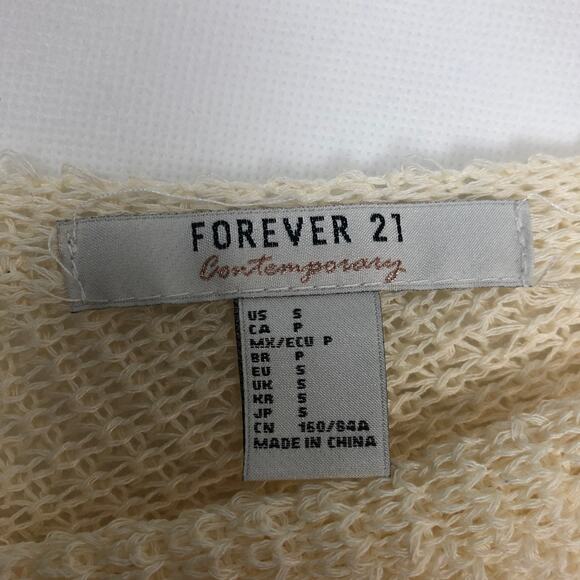 FOREVER 21
Contemporary
US S
CA P
MX/ECU P
BR P
EU S
UK S
KR S
JP S
CN 160/84A
MADE IN CHINA